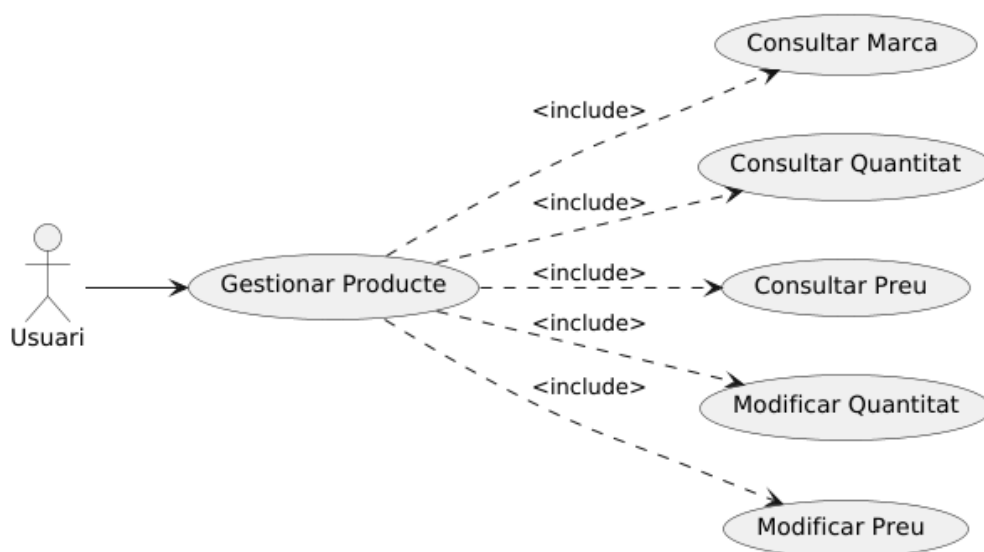 Consultar Marca
<include>
Consultar Quantitat
<include>
<include>
Gestionar Producte
Consultar Preu
<include>
Usuari
<include>
Modificar Quantitat
Modificar Preu